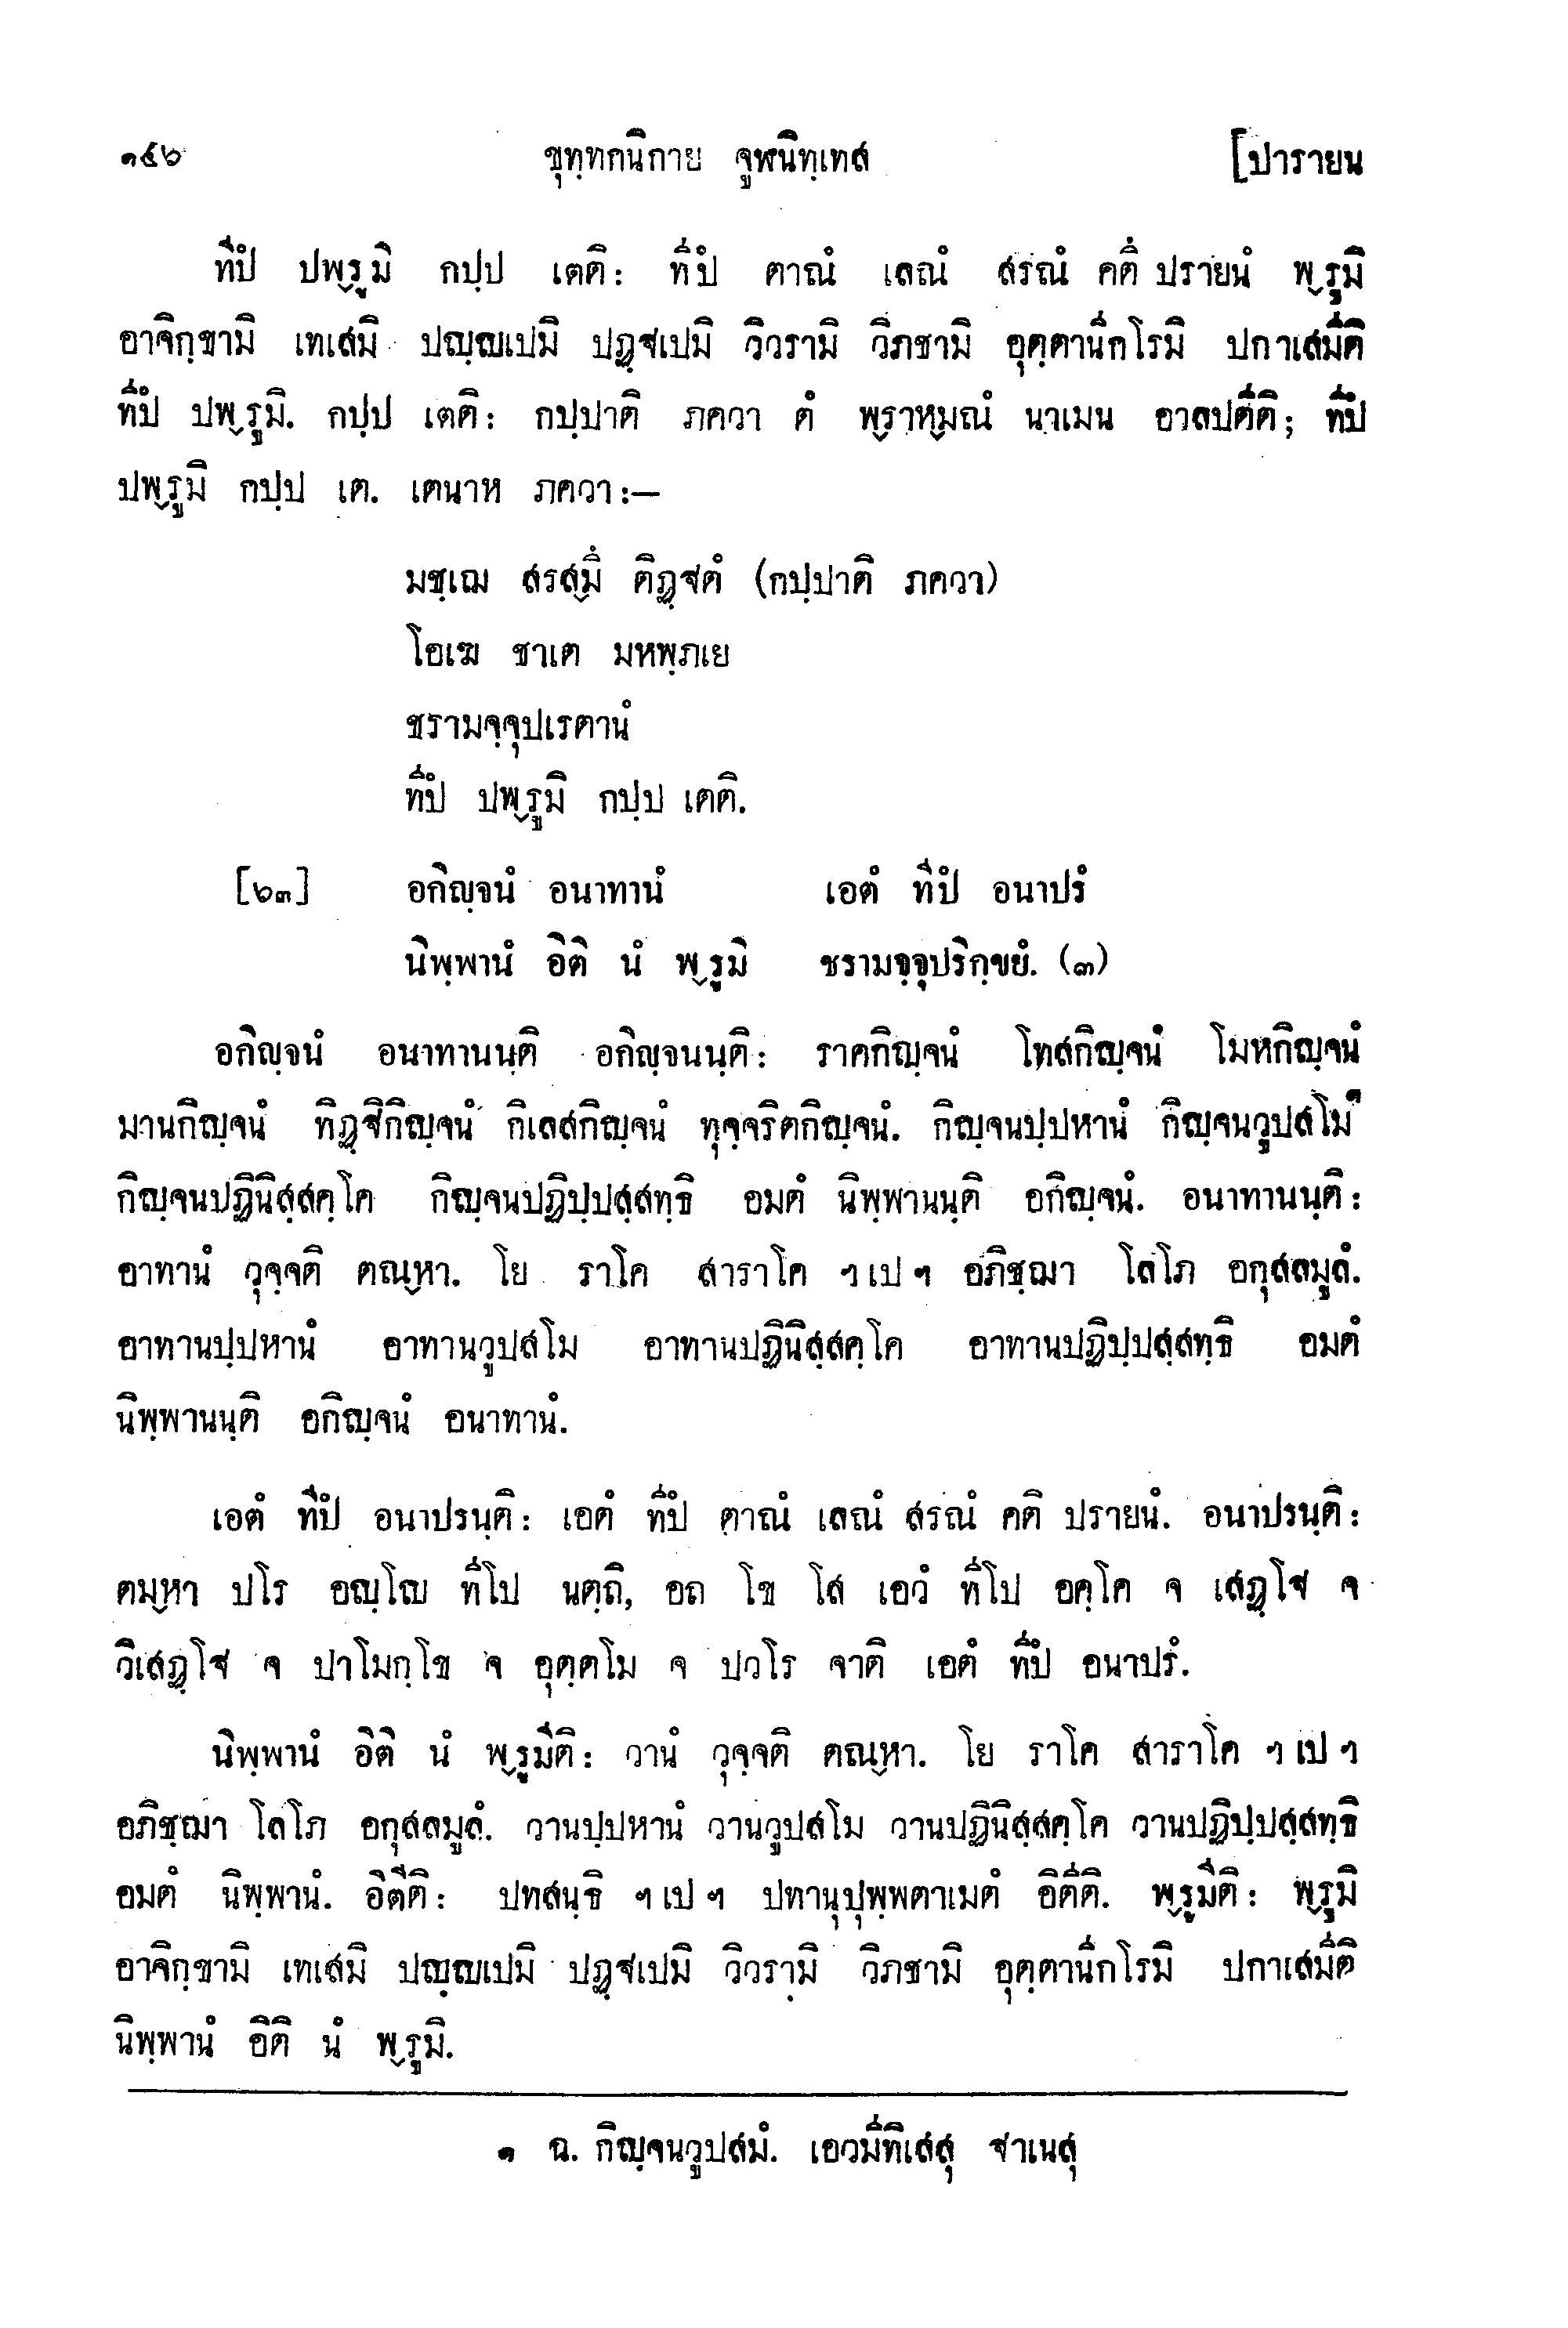 ๑๔๖ ขุทฺทกนิกาย จูฬนิทฺเทส [ปารายน
ทีปํ ปพฺรูมิ กปฺป เตติ: ทีปํ ตาณํ เลณํ สรณํ คตึ ปรายนํ พฺรูมิ
อาจิกฺขามิ เทเสมิ ปญฺญเปมิ ปฏฺฐเปมิ วิวรามิ วิภชามิ อุตฺตานีกโรมิ ปกาเสมีติ
ทีปํ ปพฺรูมิ. กปฺป เตติ: กปฺปาติ ภควา ตํ พฺราหฺมณํ นาเมน อาลปตีติ; ทีปํ
ปพฺรูมิ กปฺป เต. เตนาห ภควา:—
มชฺเฌ สรสฺมึ ติฏฺฐตํ (กปฺปาติ ภควา)
โอเฆ ชาเต มหพฺภเย
ชรามจฺจุปเรตานํ
ทีปํ ปพฺรูมิ กปฺป เตติ.
[๖๓] อกิญฺจนํ อนาทานํ เอตํ ทีปํ อนาปรํ
นิพฺพานํ อิติ นํ พฺรูมิ ชรามจฺจุปริกฺขยํ. (๓)
อกิญฺจนํ อนาทานนฺติ อกิญฺจนนฺติ: ราคกิญฺจนํ โทสกิญฺจนํ โมหกิญฺจนํ
มานกิญฺจนํ ทิฏฺฐิกิญฺจนํ กิเลสกิญฺจนํ ทุจฺจริตกิญฺจนํ. กิญฺจนปฺปหานํ กิญฺจนวูปสโม๑
กิญฺจนปฏินิสฺสคฺโค กิญฺจนปฏิปฺปสฺสทฺธิ อมตํ นิพฺพานนฺติ อกิญฺจนํ. อนาทานนฺติ:
อาทานํ วุจฺจติ ตณฺหา. โย ราโค สาราโค ฯเปฯ อภิชฺฌา โลโภ อกุสลมูลํ.
อาทานปฺปหานํ อาทานวูปสโม อาทานปฏินิสฺสคฺโค อาทานปฏิปฺปสฺสทฺธิ อมตํ
นิพฺพานนฺติ อกิญฺจนํ อนาทานํ.
เอตํ ทีปํ อนาปรนฺติ: เอตํ ทีปํ ตาณํ เลณํ สรณํ คติ ปรายนํ. อนาปรนฺติ:
ตมฺหา ปโร อญฺโญ ทีโป นตฺถิ, อถ โข โส เอวํ ทีโป อคฺโค จ เสฏฺโฐ จ
วิเสฏฺโฐ จ ปาโมกฺโข จ อุตฺตโม จ ปวโร จาติ เอตํ ทีปํ อนาปรํ.
นิพฺพานํ อิติ นํ พฺรูมีติ: วานํ วุจฺจติ ตณฺหา. โย ราโค สาราโค ฯเปฯ
อภิชฺฌา โลโภ อกุสลมูลํ. วานปฺปหานํ วานวูปสโม วานปฏินิสฺสคฺโค วานปฏิปฺปสฺสทฺธิ
อมตํ นิพฺพานํ. อิตีติ: ปทสนฺธิ ฯเปฯ ปทานุปุพฺพตาเมตํ อิตีติ. พฺรูมีติ: พฺรูมิ
อาจิกฺขามิ เทเสมิ ปญฺญเปมิ ปฏฺฐเปมิ วิวรามิ วิภชามิ อุตฺตานีกโรมิ ปกาเสมีติ
นิพฺพานํ อิติ นํ พฺรูมิ.
๑ ฉ. กิญฺจนวูปสมํ. เอวมีทิเสสุ ฐาเนสุ